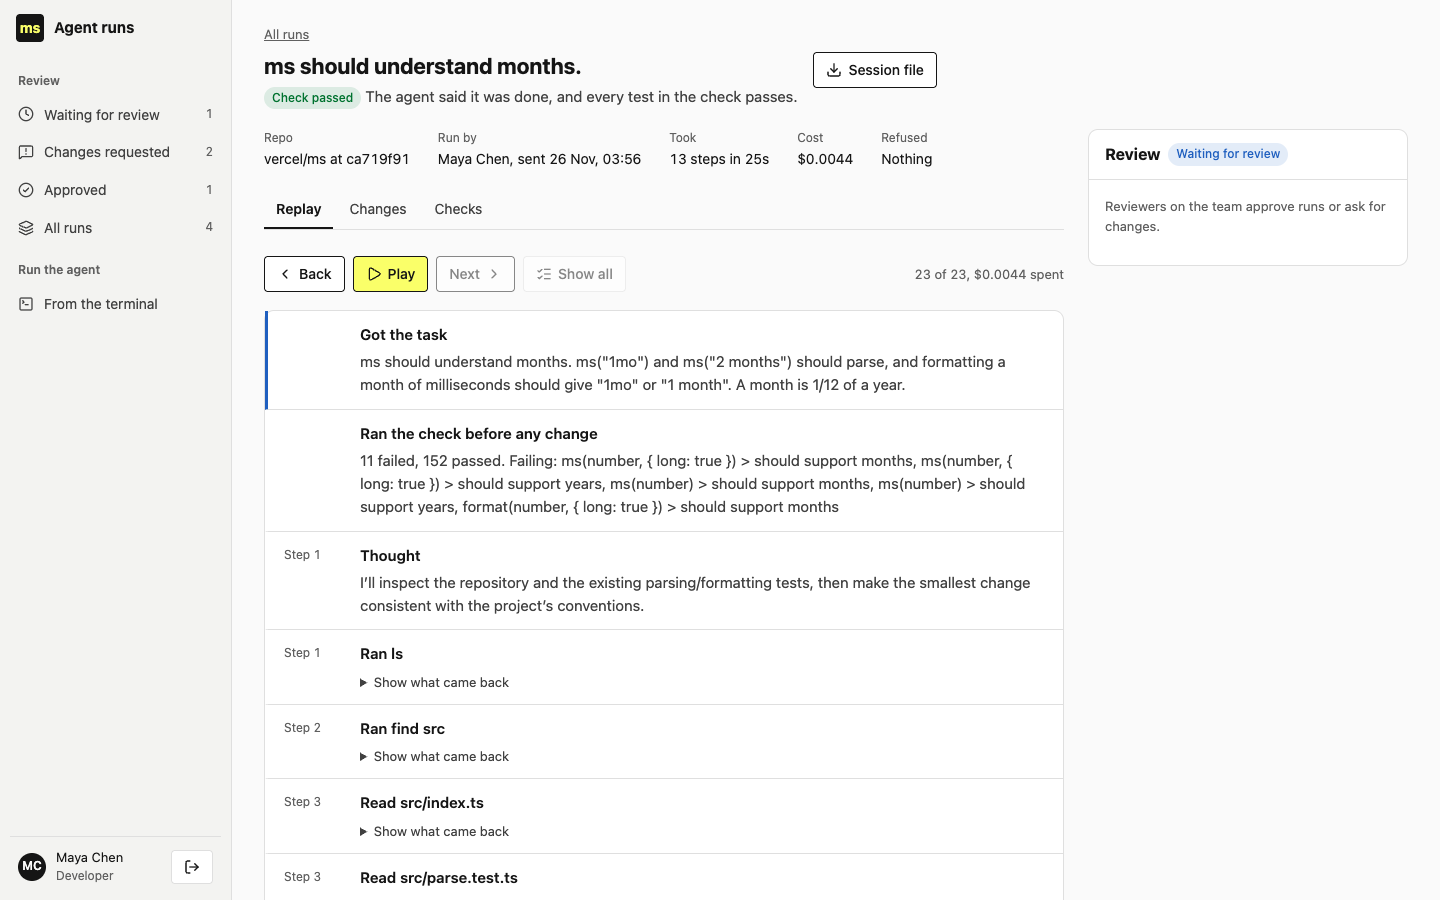 ms Agent runs
Review
Waiting for review 1
Changes requested 2
Approved 1
All runs 4
Run the agent
From the terminal
MC Maya Chen
Developer
All runs
ms should understand months.
Check passed The agent said it was done, and every test in the check passes.
Session file
Repo
vercel/ms at ca719f91
Run by
Maya Chen, sent 26 Nov, 03:56
Took
13 steps in 25s
Cost
$0.0044
Refused
Nothing
Replay Changes Checks
Back Play Next Show all
23 of 23, $0.0044 spent
Got the task
ms should understand months. ms("1mo") and ms("2 months") should parse, and formatting a
month of milliseconds should give "1mo" or "1 month". A month is 1/12 of a year.
Ran the check before any change
11 failed, 152 passed. Failing: ms(number, { long: true }) > should support months, ms(number, {
long: true }) > should support years, ms(number) > should support months, ms(number) > should
support years, format(number, { long: true }) > should support months
Step 1 Thought
I’ll inspect the repository and the existing parsing/formatting tests, then make the smallest change
consistent with the project’s conventions.
Step 1 Ran ls
Show what came back
Step 2 Ran find src
Show what came back
Step 3 Read src/index.ts
Show what came back
Step 3 Read src/parse.test.ts
Review Waiting for review
Reviewers on the team approve runs or ask for
changes.